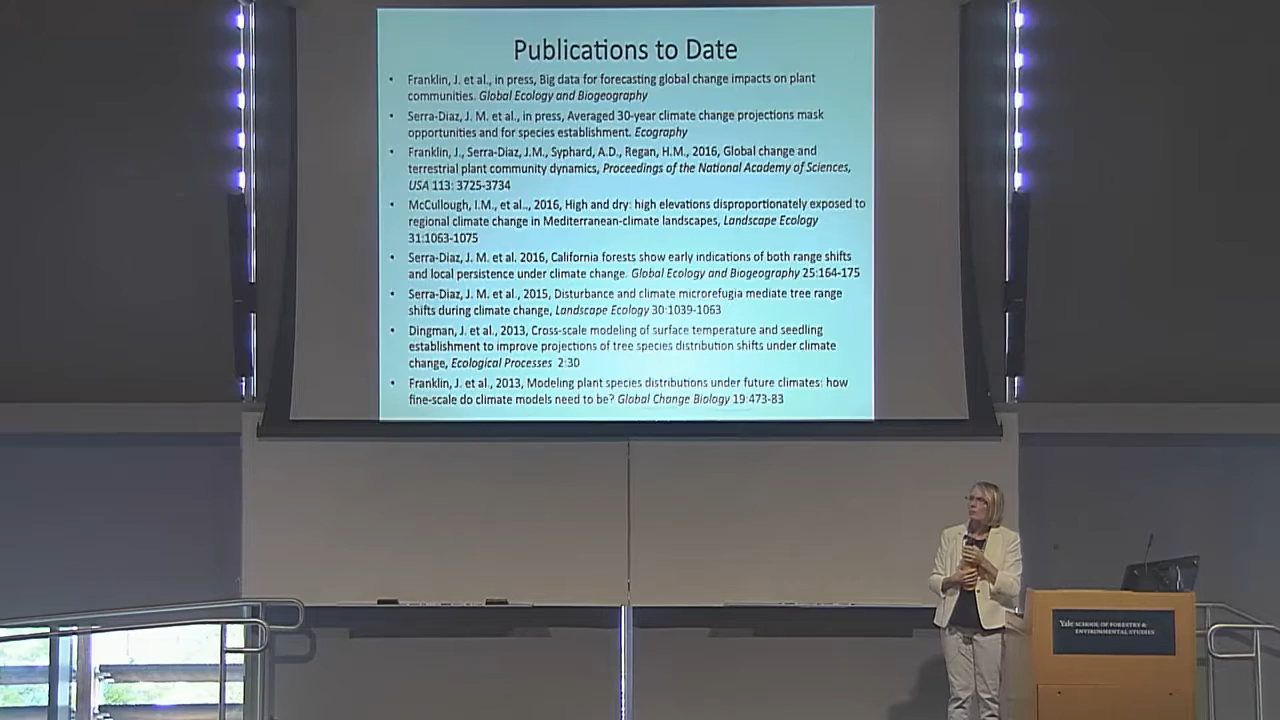 Publications to Date
• Franklin, J. et al., in press, Big data for forecasting global change impacts on plant
communities. Global Ecology and Biogeography
• Serra-Diaz, J. M. et al., in press, Averaged 30-year climate change projections mask
opportunities and for species establishment. Ecography
• Franklin, J., Serra-Diaz, J.M., Syphard, A.D., Regan, H.M., 2016, Global change and
terrestrial plant community dynamics, Proceedings of the National Academy of Sciences,
USA 113: 3725-3734
• McCullough, I.M., et al.., 2016, High and dry: high elevations disproportionately exposed to
regional climate change in Mediterranean-climate landscapes, Landscape Ecology
31:1063-1075
• Serra-Diaz, J. M. et al. 2016, California forests show early indications of both range shifts
and local persistence under climate change. Global Ecology and Biogeography 25:164-175
• Serra-Diaz, J. M. et al., 2015, Disturbance and climate microrefugia mediate tree range
shifts during climate change, Landscape Ecology 30:1039-1063
• Dingman, J. et al., 2013, Cross-scale modeling of surface temperature and seedling
establishment to improve projections of tree species distribution shifts under climate
change, Ecological Processes 2:30
• Franklin, J. et al., 2013, Modeling plant species distributions under future climates: how
fine-scale do climate models need to be? Global Change Biology 19:473-83
Yale SCHOOL OF FORESTRY &
ENVIRONMENTAL STUDIES